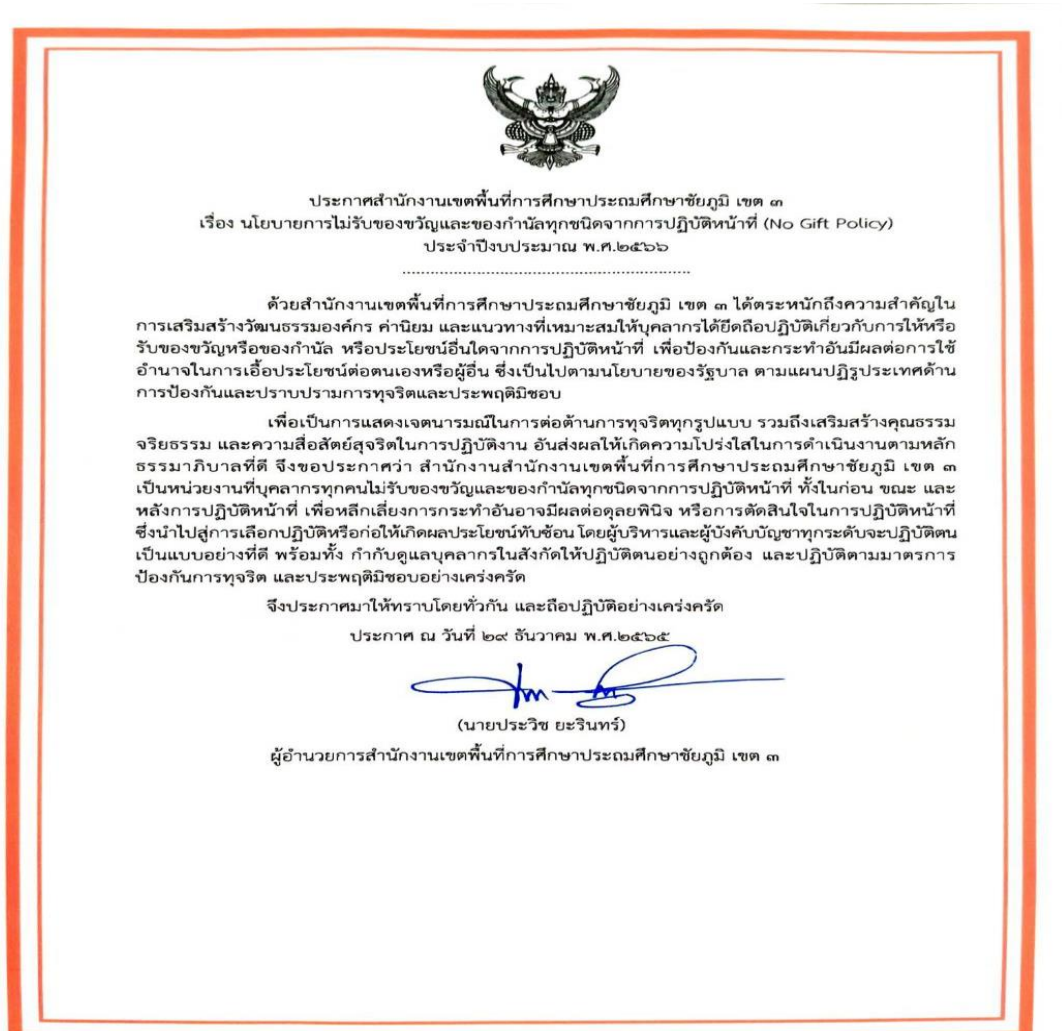 ประกาศสำนักงานเขตพื้นที่การศึกษาประถมศึกษาชัยภูมิ เขต ๓
เรื่อง นโยบายการไม่รับของขวัญและของกำนัลทุกชนิดจากการปฏิบัติหน้าที่ (No Gift Policy)
ประจำปีงบประมาณ พ.ศ.๒๕๖๖
............................................................
ด้วยสำนักงานเขตพื้นที่การศึกษาประถมศึกษาชัยภูมิ เขต ๓ ได้ตระหนักถึงความสำคัญใน
การเสริมสร้างวัฒนธรรมองค์กร ค่านิยม และแนวทางที่เหมาะสมให้บุคลากรได้ยึดถือปฏิบัติเกี่ยวกับการให้หรือ
รับของขวัญหรือของกำนัล หรือประโยชน์อื่นใดจากการปฏิบัติหน้าที่ เพื่อป้องกันและกระทำอันมีผลต่อการใช้
อำนาจในการเอื้อประโยชน์ต่อตนเองหรือผู้อื่น ซึ่งเป็นไปตามนโยบายของรัฐบาล ตามแผนปฏิรูประเทศด้าน
การป้องกันและปราบปรามการทุจริตและประพฤติมิชอบ
เพื่อเป็นการแสดงเจตนารมณ์ในการต่อต้านการทุจริตทุกรูปแบบ รวมถึงเสริมสร้างคุณธรรม
จริยธรรม และความสื่อสัตย์สุจริตในการปฏิบัติงาน อันส่งผลให้เกิดความโปร่งใสในการดำเนินงานตามหลัก
ธรรมาภิบาลที่ดี จึงขอประกาศว่า สำนักงานสำนักงานเขตพื้นที่การศึกษาประถมศึกษาชัยภูมิ เขต ๓
เป็นหน่วยงานที่บุคลากรทุกคนไม่รับของขวัญและของกำนัลทุกชนิดจากการปฏิบัติหน้าที่ ทั้งในก่อน ขณะ และ
หลังการปฏิบัติหน้าที่ เพื่อหลีกเลี่ยงการกระทำอันอาจมีผลต่อดุลยพินิจ หรือการตัดสินใจในการปฏิบัติหน้าที่
ซึ่งนำไปสู่การเลือกปฏิบัติหรือก่อให้เกิดผลประโยชน์ทับซ้อน โดยผู้บริหารและผู้บังคับบัญชาทุกระดับจะปฏิบัติตน
เป็นแบบอย่างที่ดี พร้อมทั้ง กำกับดูแลบุคลากรในสังกัดให้ปฏิบัติตนอย่างถูกต้อง และปฏิบัติตามมาตรการ
ป้องกันการทุจริต และประพฤติมิชอบอย่างเคร่งครัด
จึงประกาศมาให้ทราบโดยทั่วกัน และถือปฏิบัติอย่างเคร่งครัด
ประกาศ ณ วันที่ ๒๙ ธันวาคม พ.ศ.๒๕๖๕
(นายประวิช ยะรินทร์)
ผู้อำนวยการสำนักงานเขตพื้นที่การศึกษาประถมศึกษาชัยภูมิ เขต ๓